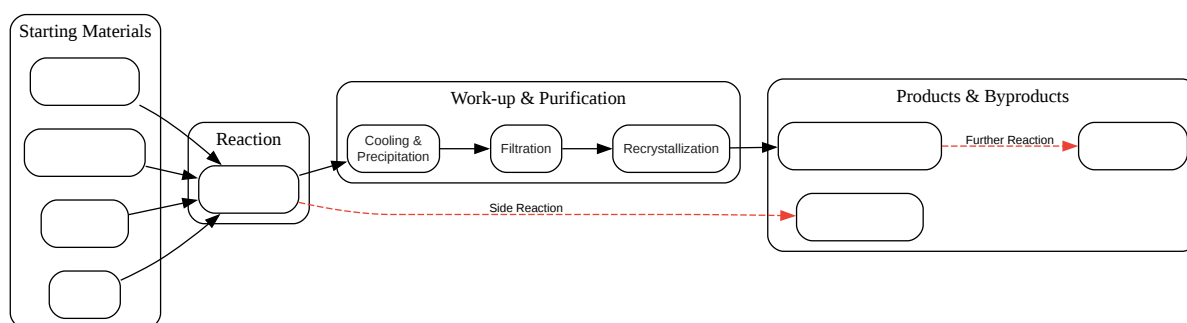 Starting Materials
Reaction
Work-up & Purification
Cooling &
Precipitation
Filtration
Recrystallization
Products & Byproducts
Further Reaction
Side Reaction